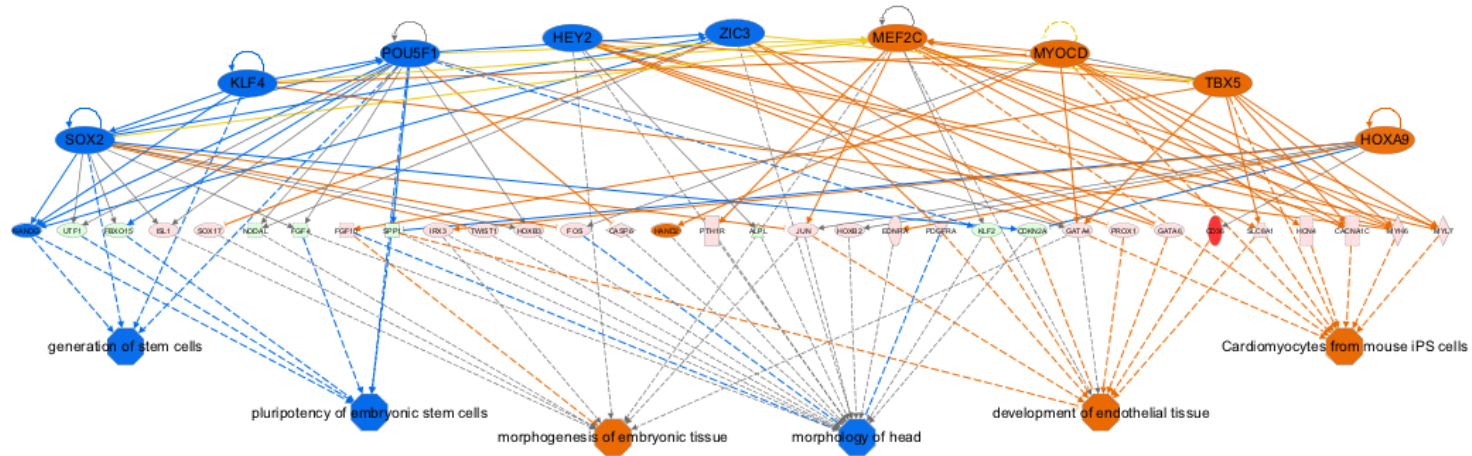 HEY2
ZIC3
MEF2C
POU5F1
MYOCD
KLF4
TBX5
SOX2
HOXA9
NANOG
UTF1
FBXO15
ISL1
SOX17
NODAL
FGF4
FGF10
SPP1
IRX3
TWIST1
HOXB3
FOS
CASP8
HAND2
PTH1R
ALPL
JUN
HOXB2
EDNRA
PDGFRA
KLF2
CDKN2A
GATA4
PROX1
GATA6
CD36
SLC8A1
HCN4
CACNA1C
MYH6
MYL7
generation of stem cells
Cardiomyocytes from mouse iPS cells
pluripotency of embryonic stem cells
development of endothelial tissue
morphogenesis of embryonic tissue
morphology of head